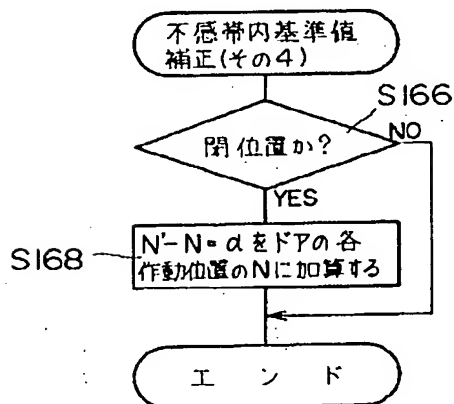 不感帯内基準値
補正(その4)
S166
閉位置か?
NO
YES
S168
N'-N=αをドアの各
作動位置のNに加算する
エンド